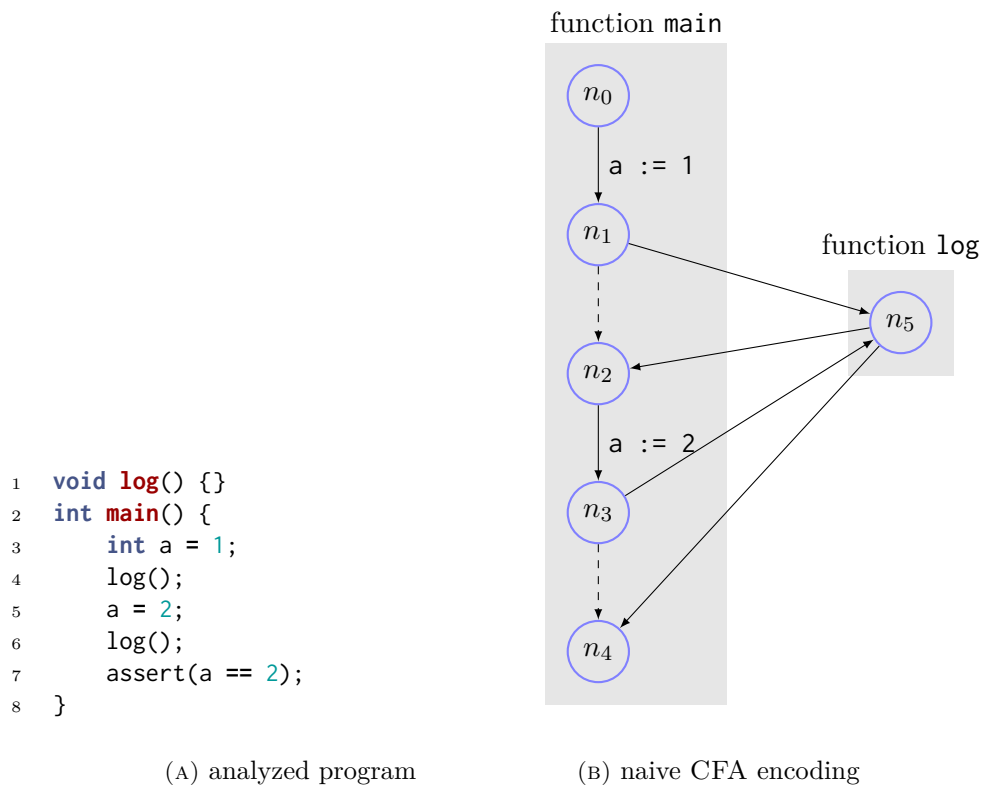 function main
n0
a := 1
n1
function log
n5
n2
a := 2
n3
n4
1 void log() {}
2 int main() {
3 int a = 1;
4 log();
5 a = 2;
6 log();
7 assert(a == 2);
8 }
(A) analyzed program
(B) naive CFA encoding